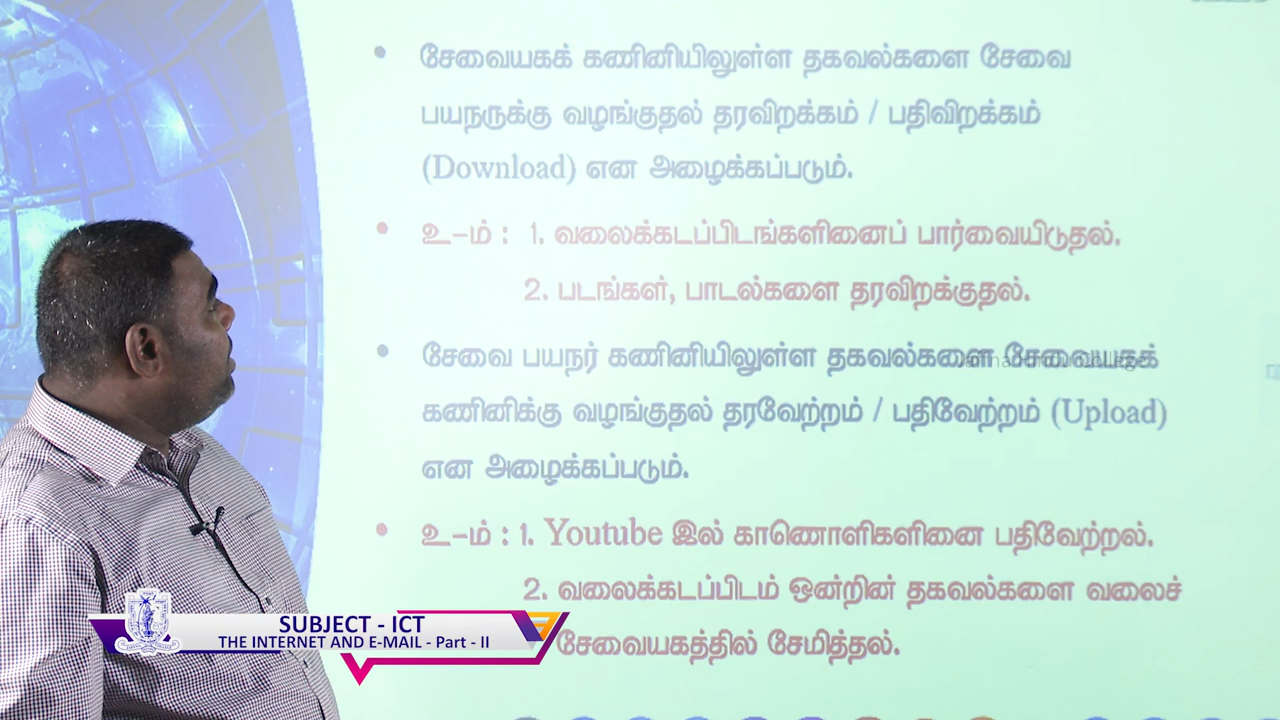 சேவையகக் கணினியிலுள்ள தகவல்களை சேவை
பயநருக்கு வழங்குதல் தரவிறக்கம் / பதிவிறக்கம்
(Download) என அழைக்கப்படும்.
உ-ம் : 1. வலைக்கடப்பிடங்களினைப் பார்வையிடுதல்.
2. படங்கள், பாடல்களை தரவிறக்குதல்.
சேவை பயநர் கணினியிலுள்ள தகவல்களை சேவையகக்
கணினிக்கு வழங்குதல் தரவேற்றம் / பதிவேற்றம் (Upload)
என அழைக்கப்படும்.
உ-ம் : 1. Youtube இல் காணொளிகளினை பதிவேற்றல்.
2. வலைக்கடப்பிடம் ஒன்றின் தகவல்களை வலைச்
சேவையகத்தில் சேமித்தல்.
SUBJECT - ICT
THE INTERNET AND E-MAIL - Part - II